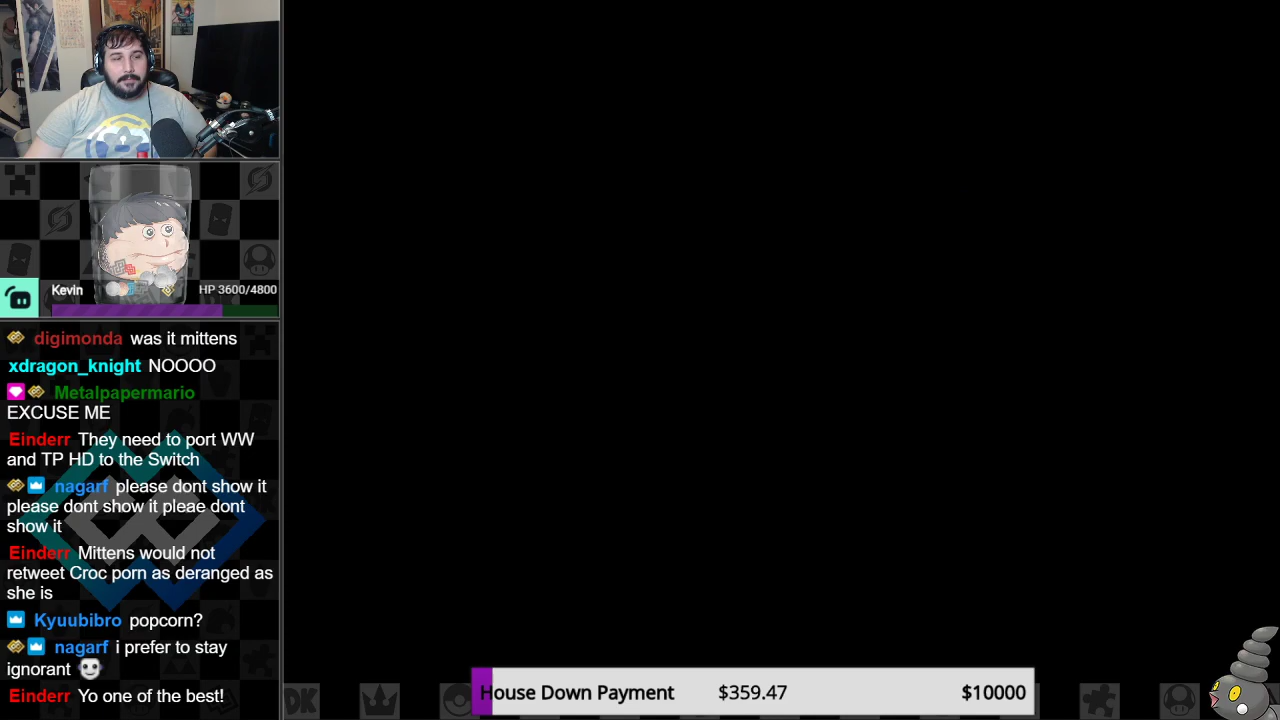 Kevin HP 3600/4800
digimonda was it mittens
xdragon_knight NOOOO
Metalpapermario
EXCUSE ME
Einderr They need to port WW
and TP HD to the Switch
nagarf please dont show it
please dont show it pleae dont
show it
Einderr Mittens would not
retweet Croc porn as deranged as
she is
Kyuubibro popcorn?
nagarf i prefer to stay
ignorant
Einderr Yo one of the best!
House Down Payment $359.47 $10000
DK